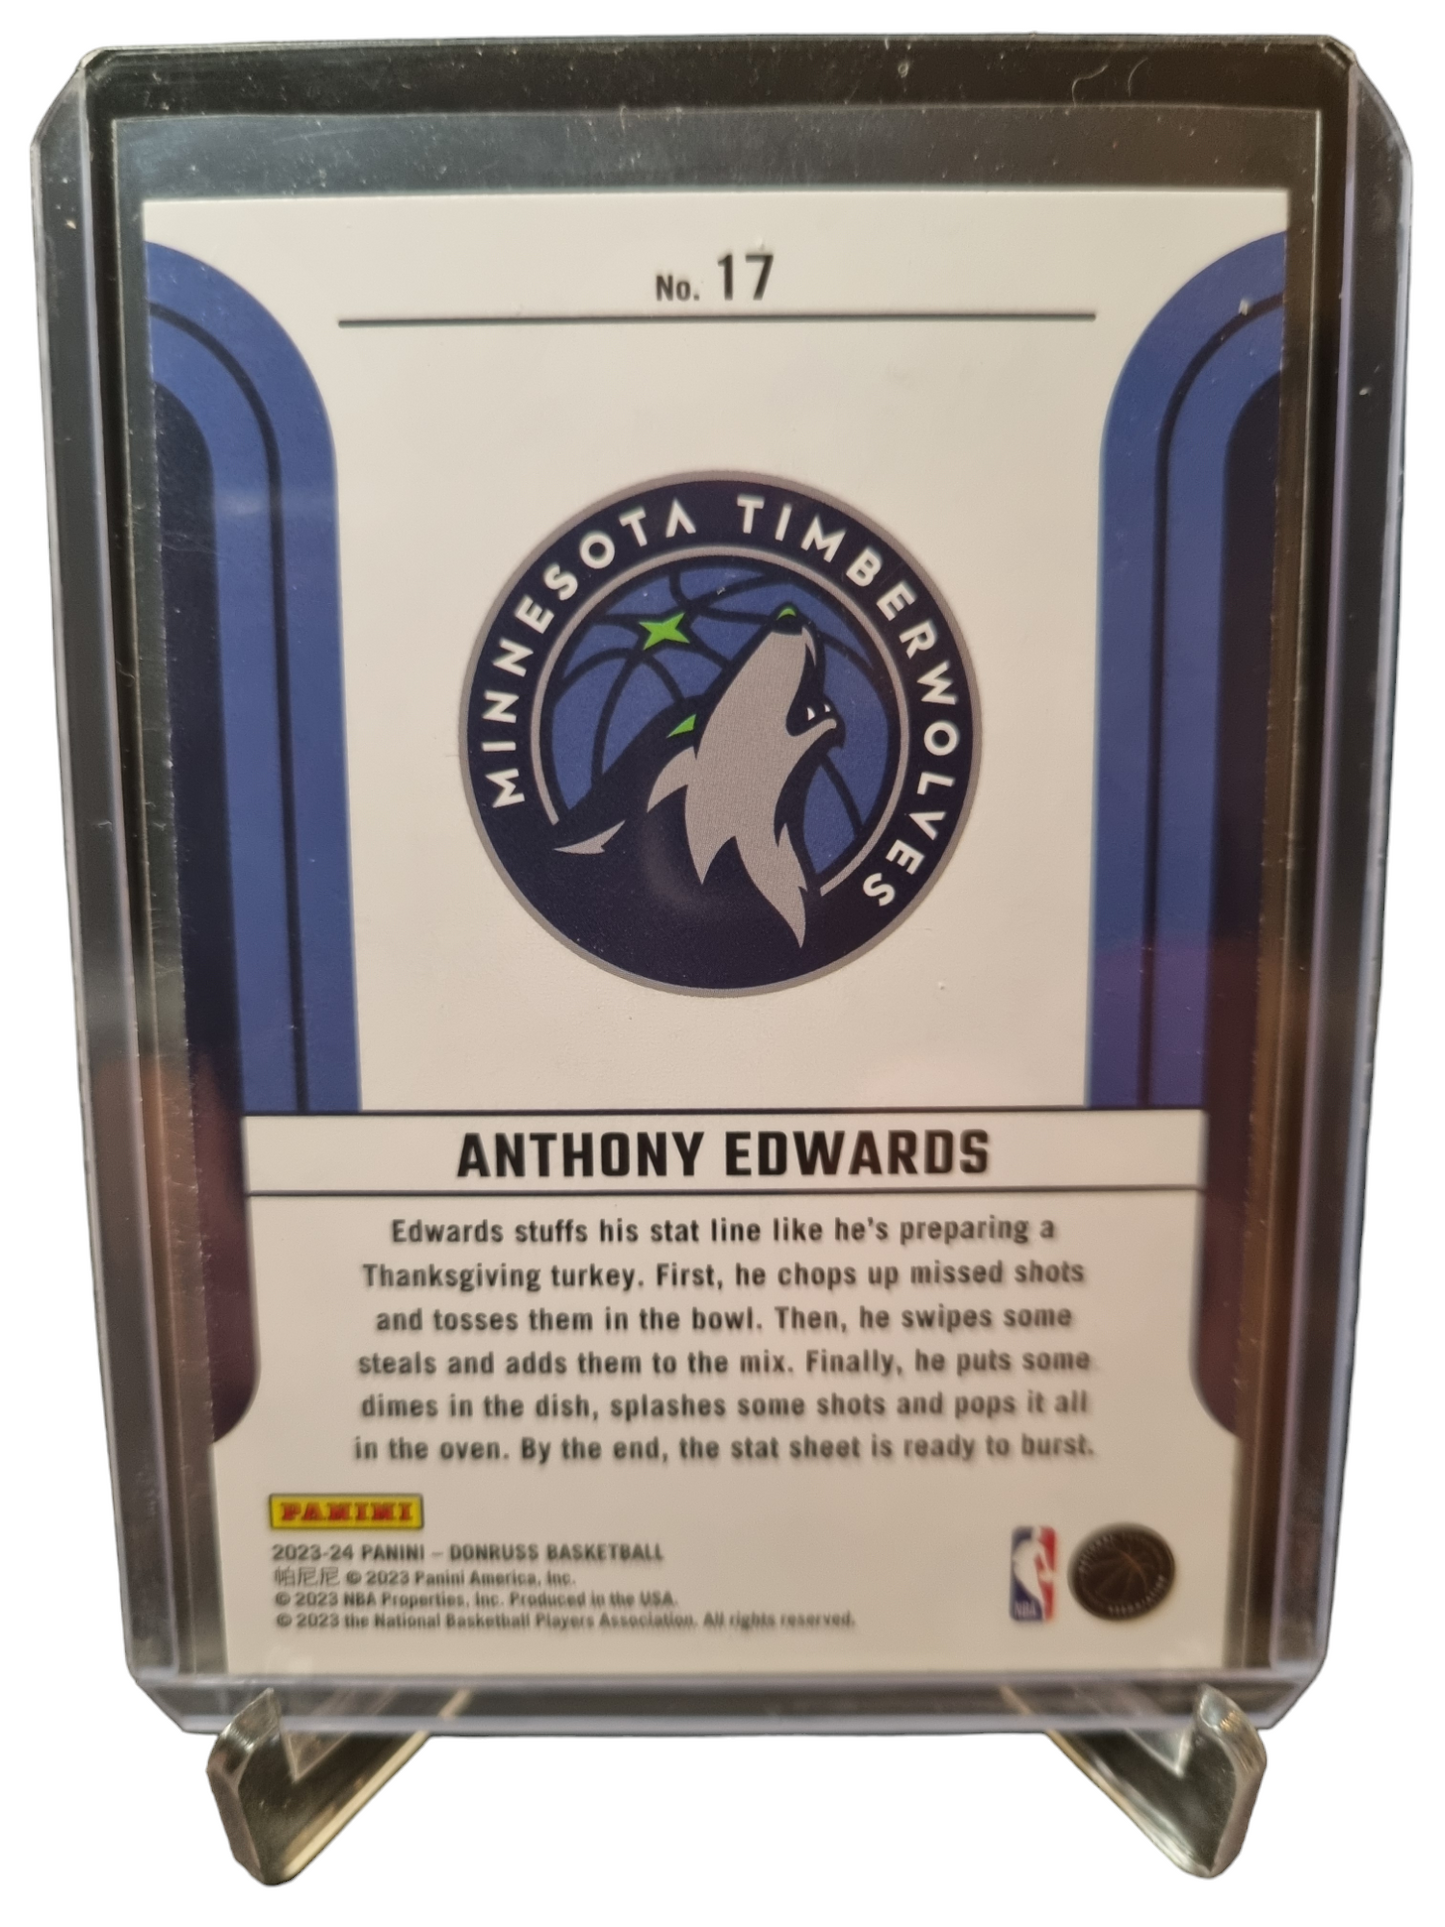 No. 17
MINNESOTA TIMBERWOLVES
ANTHONY EDWARDS
Edwards stuffs his stat line like he's preparing a
Thanksgiving turkey. First, he chops up missed shots
and tosses them in the bowl. Then, he swipes some
steals and adds them to the mix. Finally, he puts some
dimes in the dish, splashes some shots and pops it all
in the oven. By the end, the stat sheet is ready to burst.
PANINI
2023-24 PANINI – DONRUSS BASKETBALL
帕尼尼 © 2023 Panini America, Inc.
© 2023 NBA Properties, Inc. Produced in the USA.
© 2023 the National Basketball Players Association. All rights reserved.
NBA